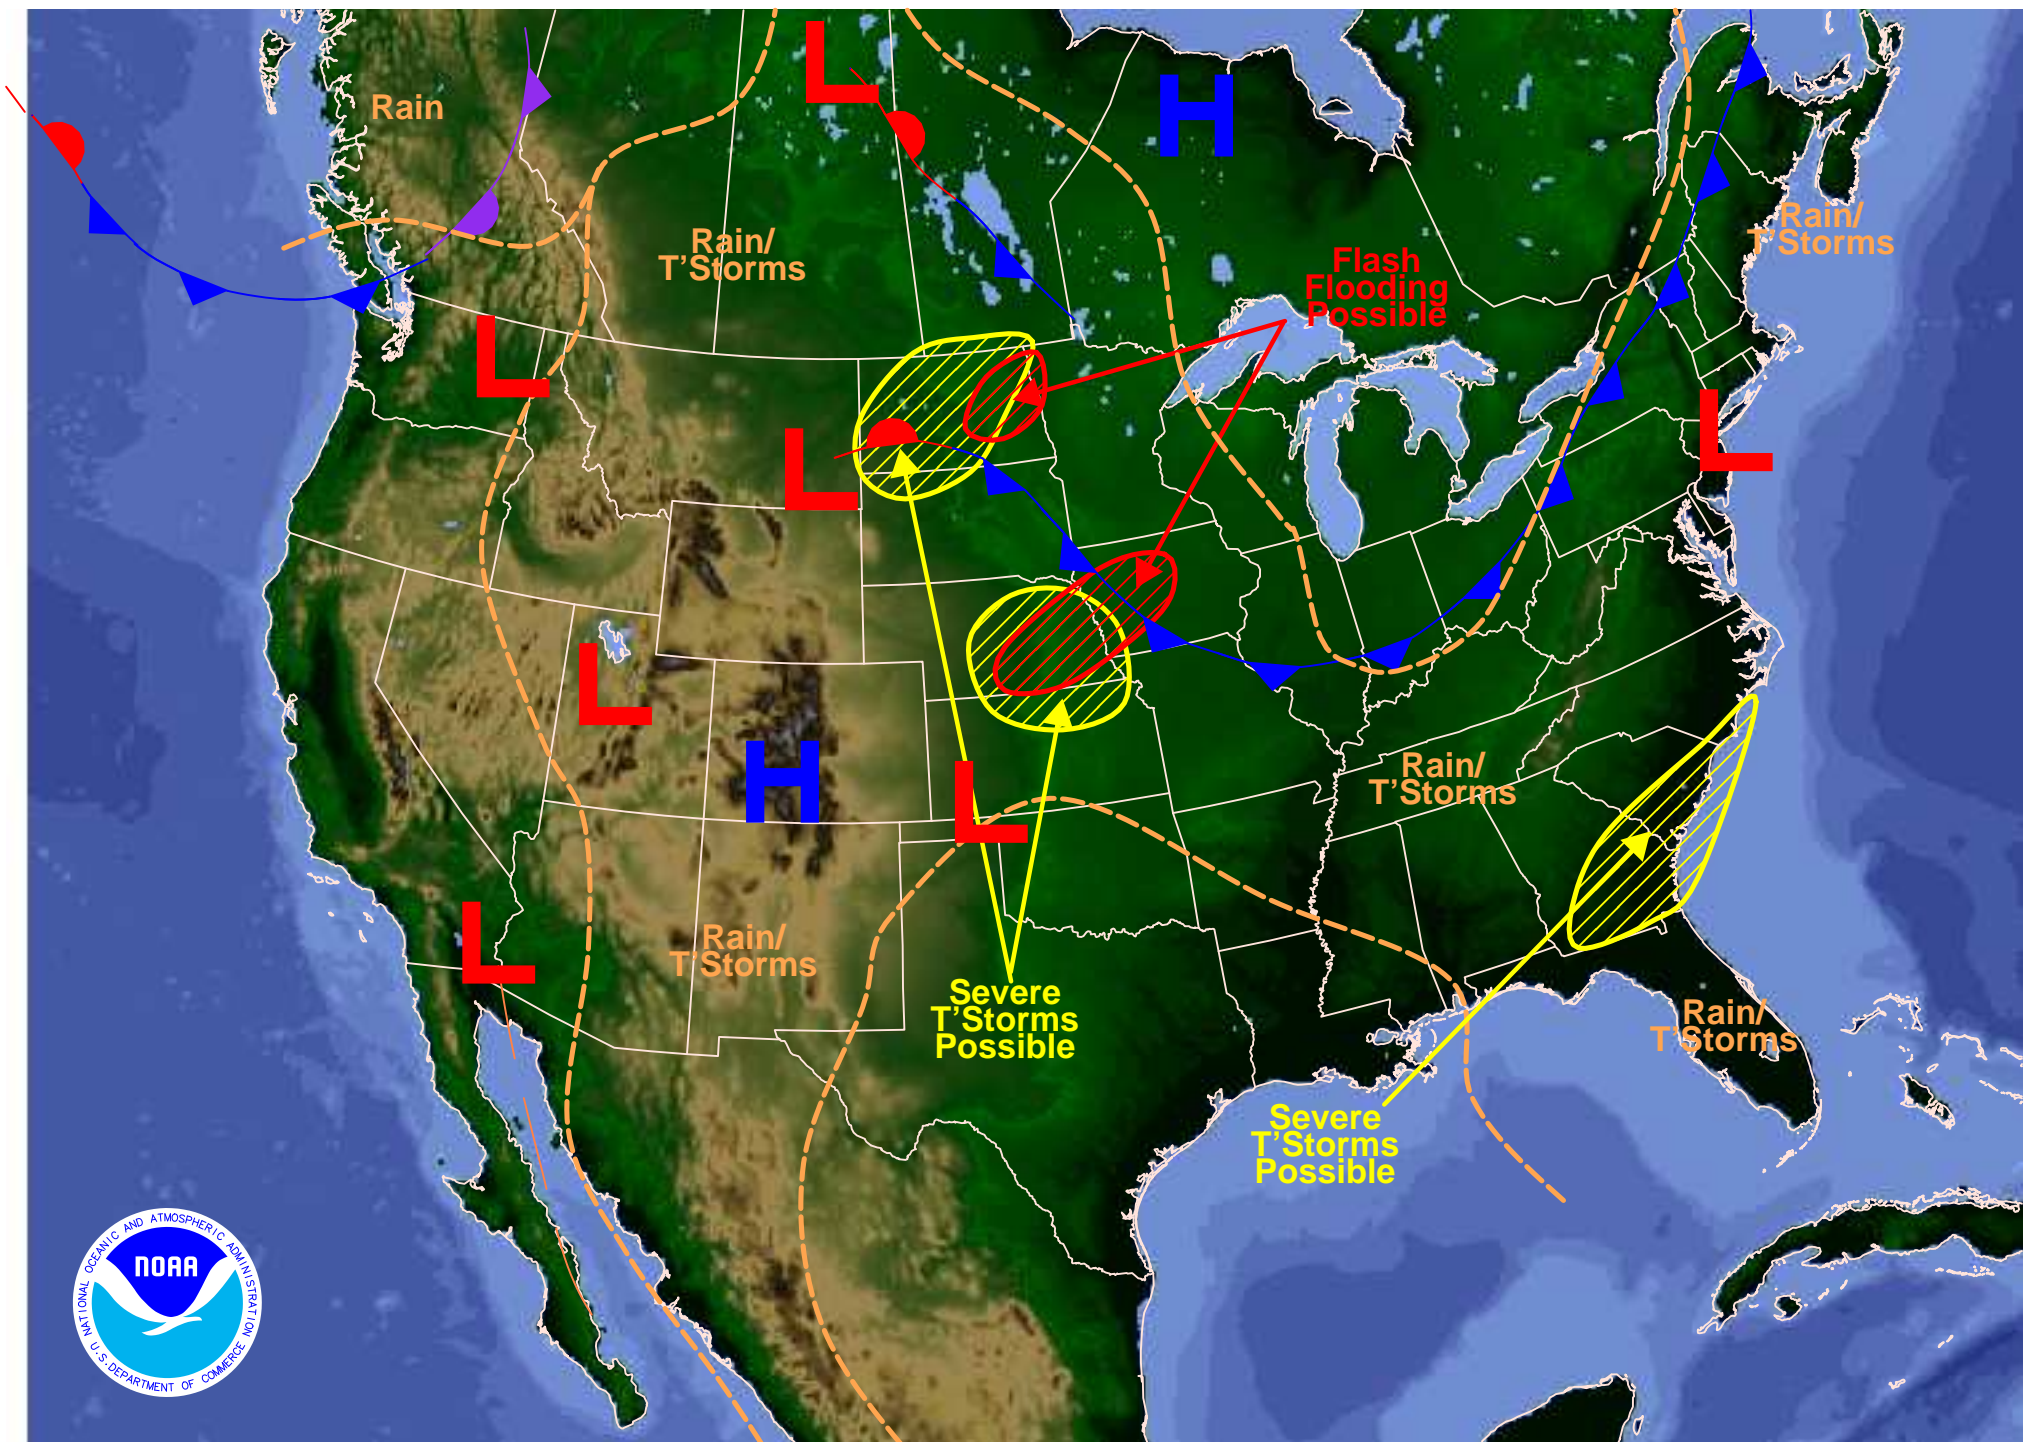 L
Rain
H
Rain/
T'Storms
Rain/
T'Storms
Flash
Flooding
Possible
L
L
L
L
H
L
Rain/
T'Storms
L
Rain/
T'Storms
Severe
T'Storms
Possible
Rain/
T'Storms
Severe
T'Storms
Possible
NATIONAL OCEANIC AND ATMOSPHERIC ADMINISTRATION
NOAA
U.S. DEPARTMENT OF COMMERCE